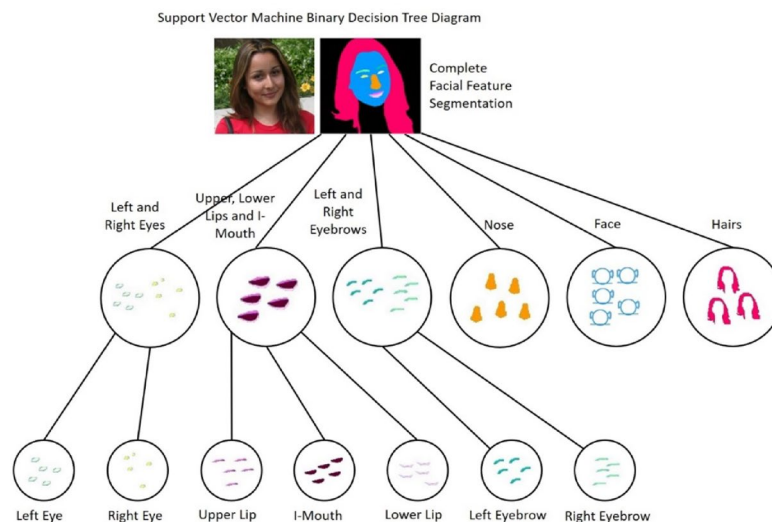 Support Vector Machine Binary Decision Tree Diagram
Complete
Facial Feature
Segmentation
Left and
Right Eyes
Upper, Lower
Lips and I-
Mouth
Left and
Right
Eyebrows
Nose
Face
Hairs
Left Eye
Right Eye
Upper Lip
I-Mouth
Lower Lip
Left Eyebrow
Right Eyebrow